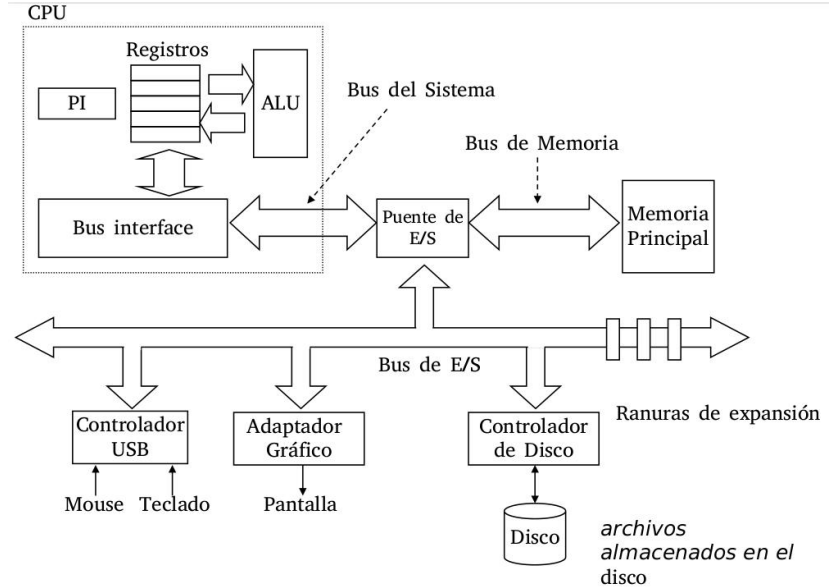 CPU
Registros
PI
ALU
Bus del Sistema
Bus de Memoria
Bus interface
Puente de
E/S
Memoria
Principal
Bus de E/S
Ranuras de expansión
Controlador
USB
Adaptador
Gráfico
Controlador
de Disco
Mouse
Teclado
Pantalla
Disco
archivos
almacenados en el
disco